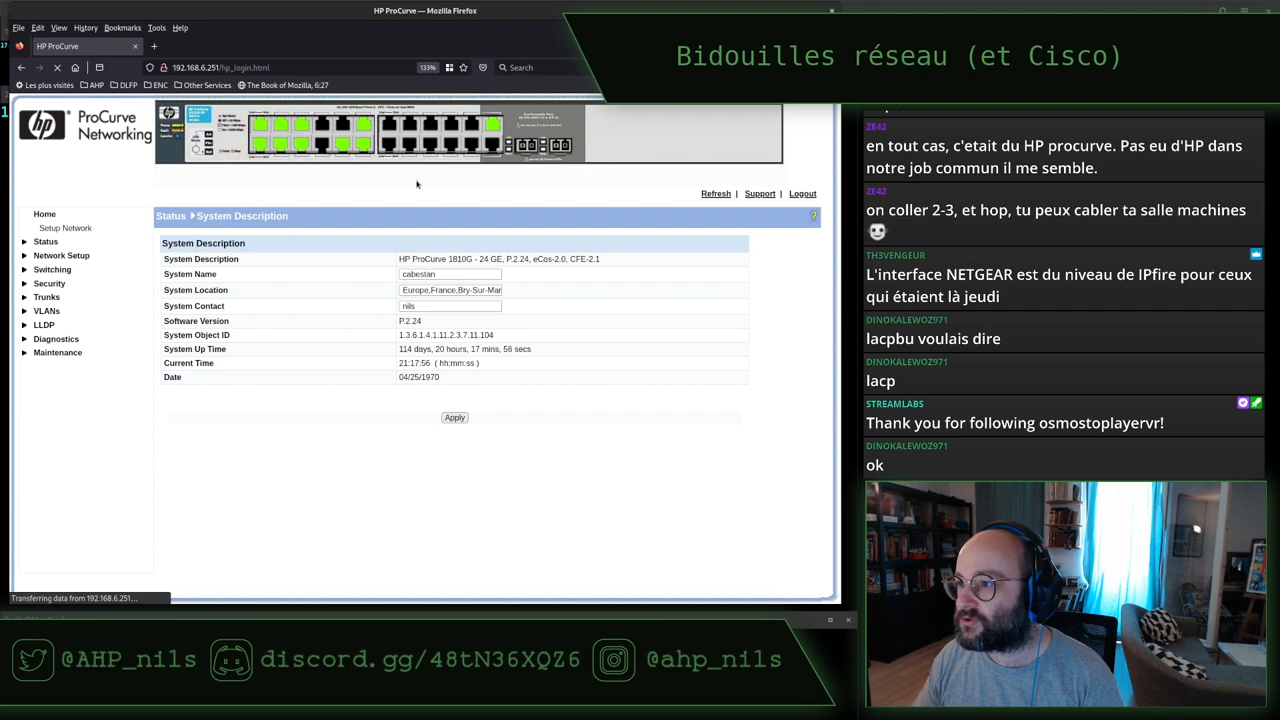 HP ProCurve — Mozilla Firefox
File Edit View History Bookmarks Tools Help
HP ProCurve
192.168.6.251/hp_login.html
133%
Search
Les plus visités AHP DLFP ENC Other Services The Book of Mozilla, 6:27
Bidouilles réseau (et Cisco)
hp
ProCurve
Networking
Refresh | Support | Logout
Home
Setup Network
Status
Network Setup
Switching
Security
Trunks
VLANs
LLDP
Diagnostics
Maintenance
Status System Description
System Description
System Description HP ProCurve 1810G - 24 GE, P.2.24, eCos-2.0, CFE-2.1
System Name cabestan
System Location Europe,France,Bry-Sur-Mar
System Contact nils
Software Version P.2.24
System Object ID 1.3.6.1.4.1.11.2.3.7.11.104
System Up Time 114 days, 20 hours, 17 mins, 56 secs
Current Time 21:17:56 ( hh:mm:ss )
Date 04/25/1970
Apply
Transferring data from 192.168.6.251...
ZE42
en tout cas, c'etait du HP procurve. Pas eu d'HP dans
notre job commun il me semble.
ZE42
on coller 2-3, et hop, tu peux cabler ta salle machines
TH3VENGEUR
L'interface NETGEAR est du niveau de IPfire pour ceux
qui étaient là jeudi
DINOKALEWOZ971
lacpbu voulais dire
DINOKALEWOZ971
lacp
STREAMLABS
Thank you for following osmostoplayervr!
DINOKALEWOZ971
ok
@AHP_nils
discord.gg/48tN36XQZ6
@ahp_nils